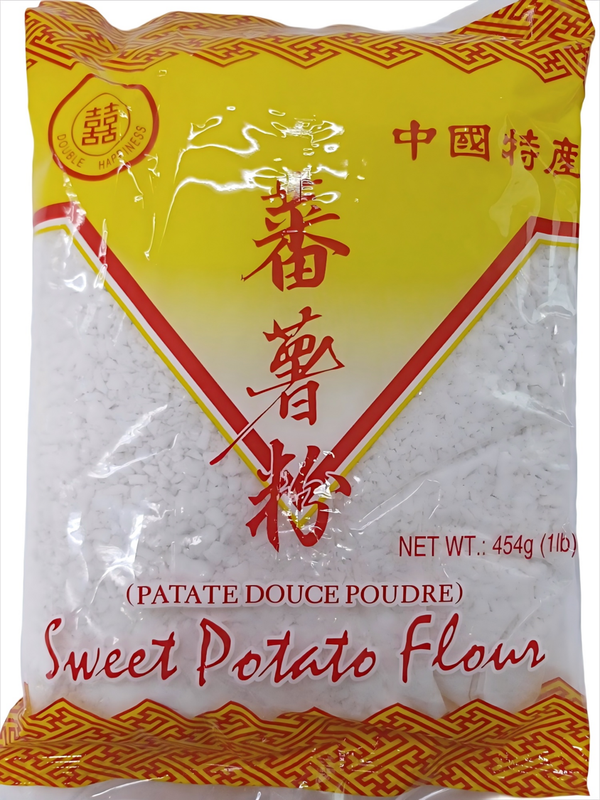 囍
DOUBLE HAPPINESS
中國特產
蕃薯粉
NET WT.: 454g (1lb)
(PATATE DOUCE POUDRE)
Sweet Potato Flour